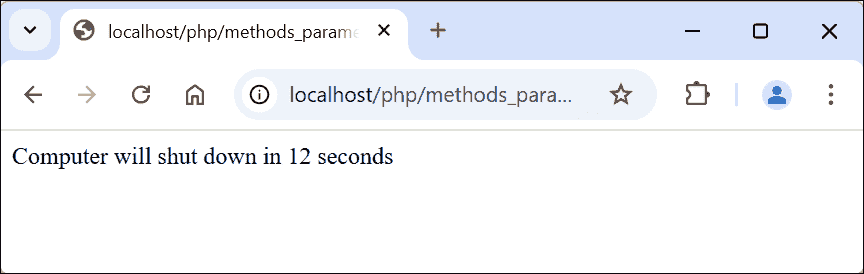 localhost/php/methods_parame
localhost/php/methods_para...
Computer will shut down in 12 seconds